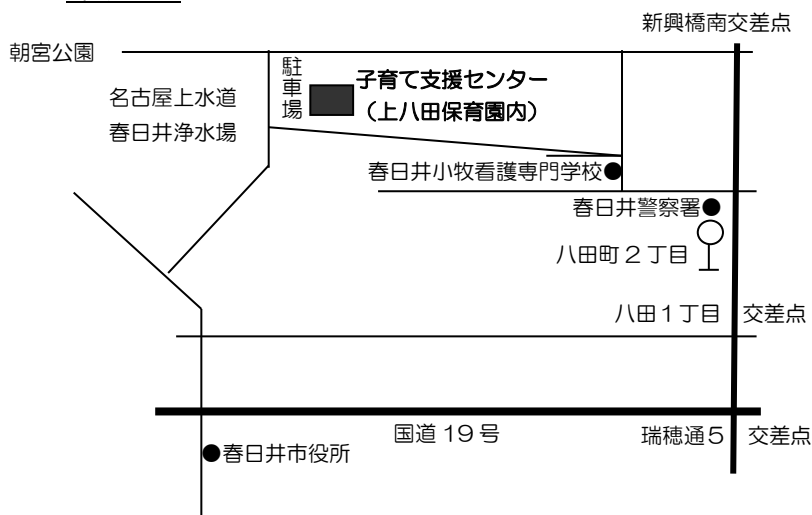 新興橋南交差点
朝宮公園
駐車場
子育て支援センター
（上八田保育園内）
名古屋上水道
春日井浄水場
春日井小牧看護専門学校●
春日井警察署●
八田町２丁目
八田１丁目 交差点
国道 19 号
瑞穂通５ 交差点
●春日井市役所